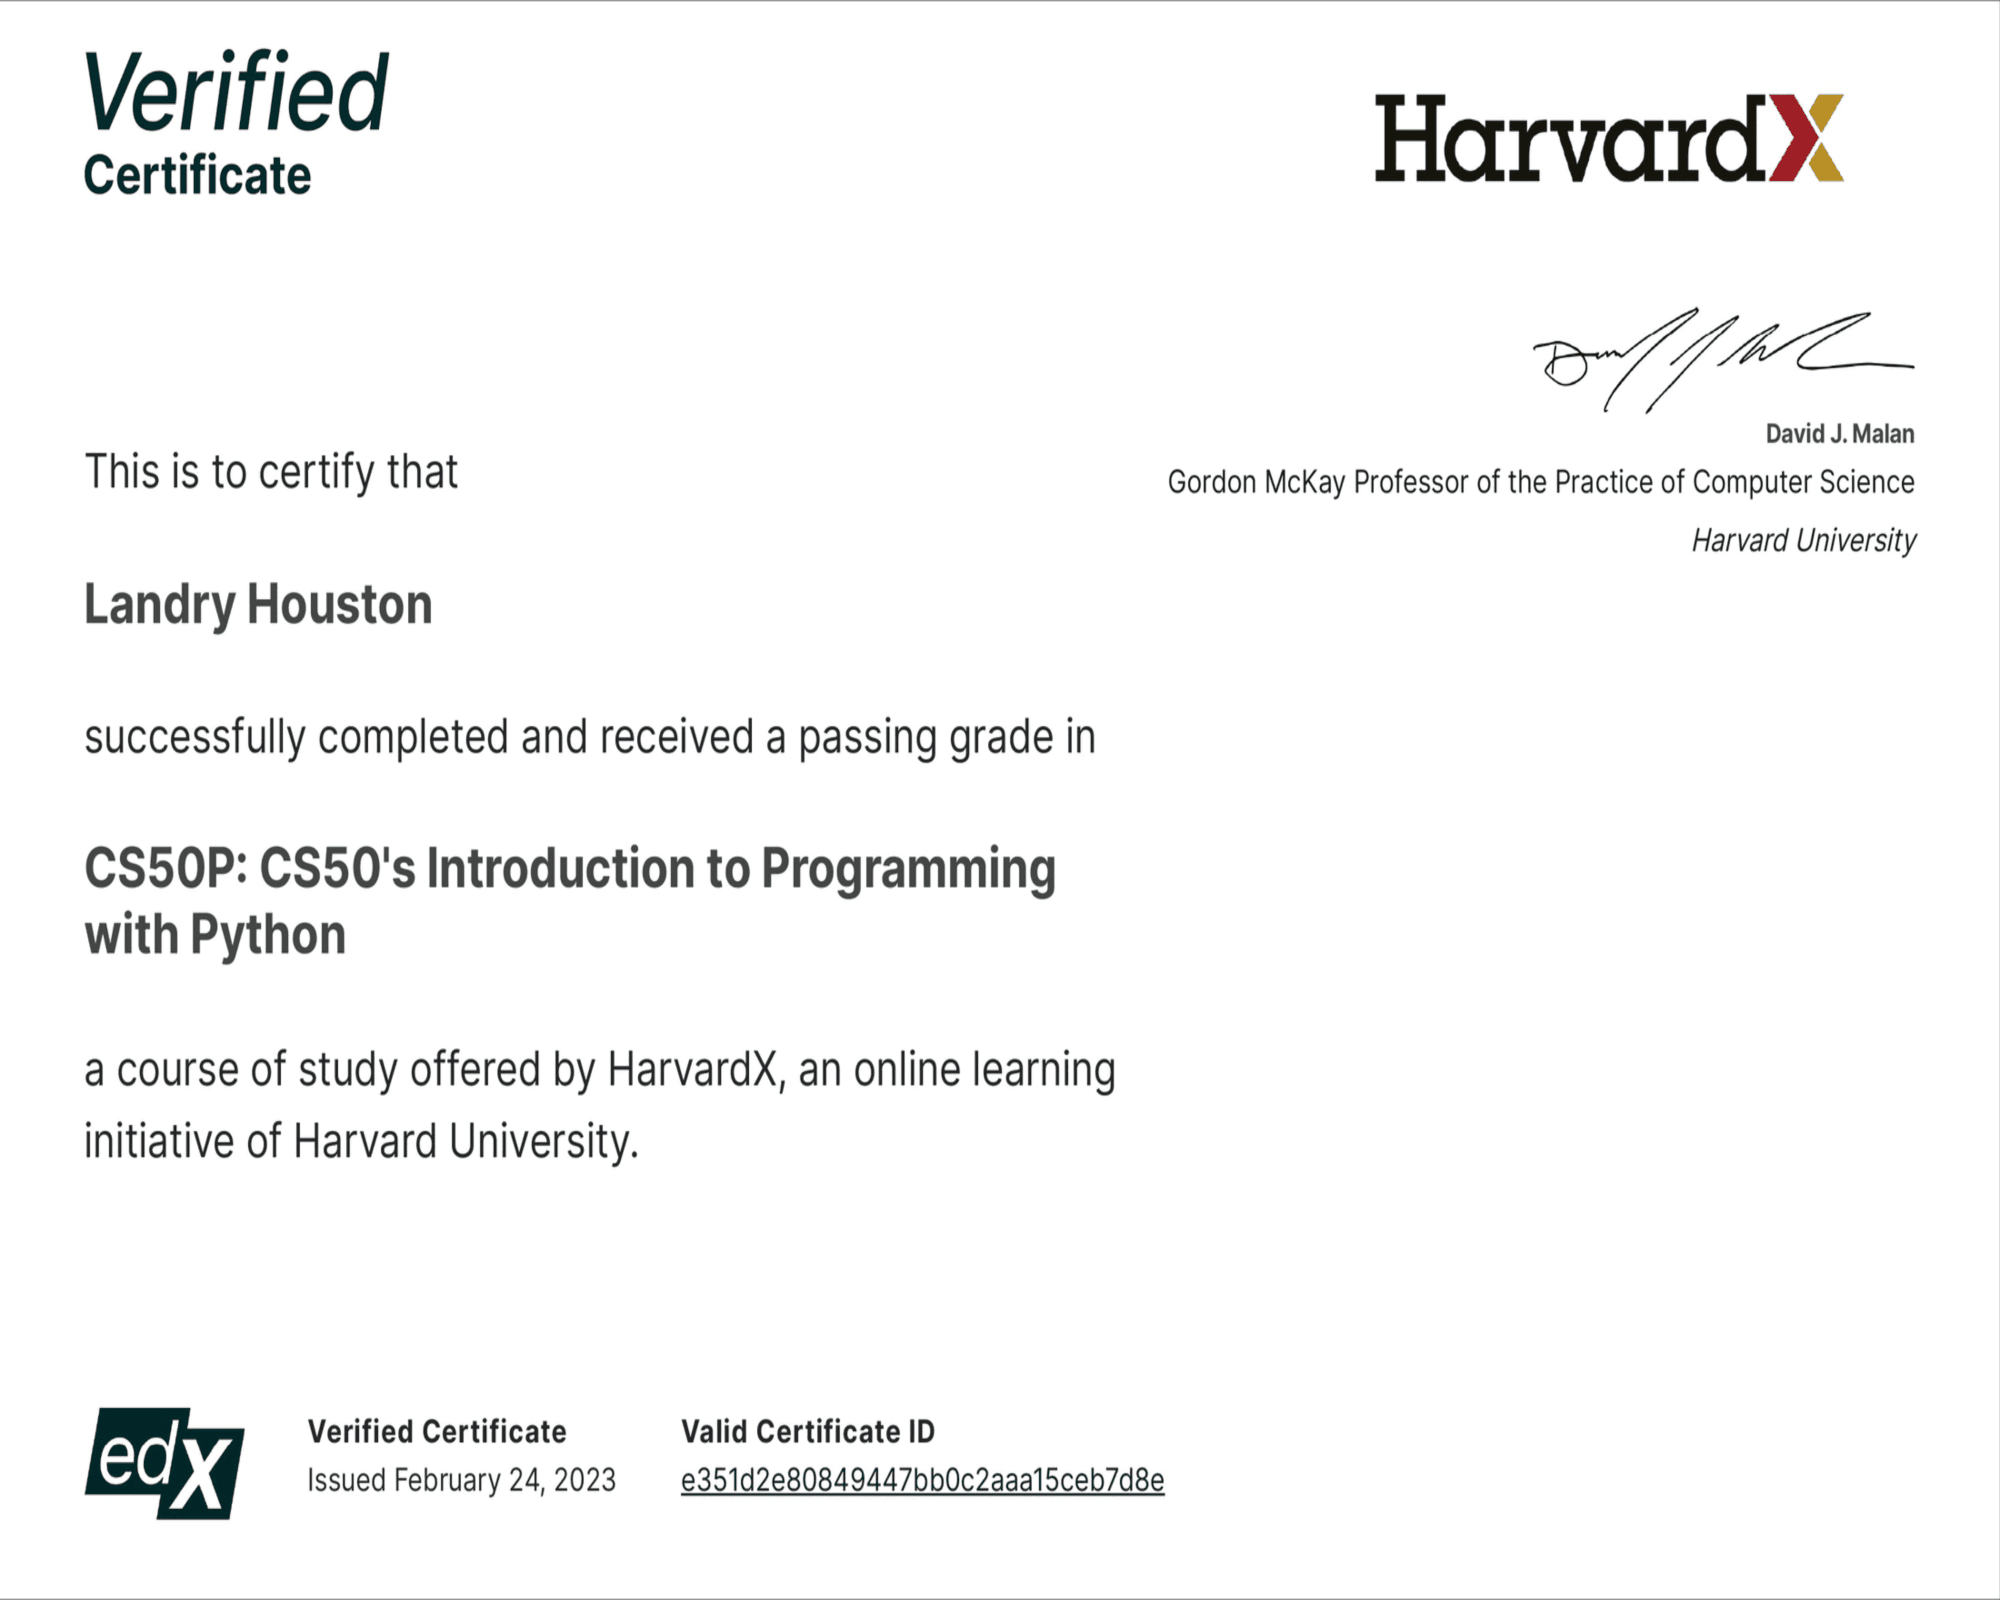 Verified
Certificate
HarvardX
David J. Malan
Gordon McKay Professor of the Practice of Computer Science
Harvard University
This is to certify that
Landry Houston
successfully completed and received a passing grade in
CS50P: CS50's Introduction to Programming
with Python
a course of study offered by HarvardX, an online learning
initiative of Harvard University.
edX
Verified Certificate
Issued February 24, 2023
Valid Certificate ID
e351d2e80849447bb0c2aaa15ceb7d8e